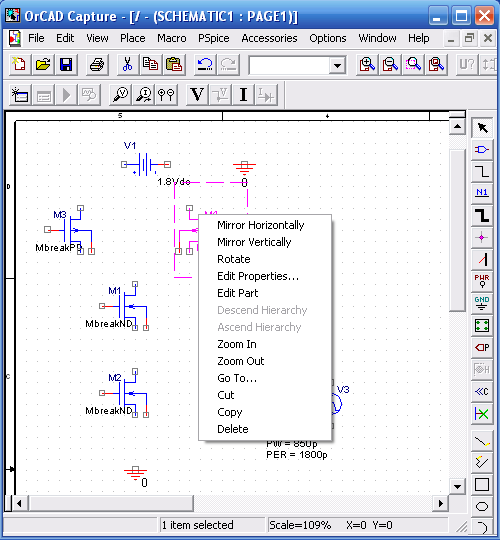 OrCAD Capture - [/ - (SCHEMATIC1 : PAGE1)]
File Edit View Place Macro PSpice Accessories Options Window Help
U?
V V I I
5 4
V1
1.8Vdc
0
D
M3
MbreakPD
Mirror Horizontally
Mirror Vertically
Rotate
Edit Properties...
Edit Part
Descend Hierarchy
Ascend Hierarchy
Zoom In
Zoom Out
Go To...
Cut
Copy
Delete
M1
MbreakND
C
M2
MbreakND
V3
PW = 850p
PER = 1800p
0
N1
PWR
GND
1 item selected Scale=109% X=0 Y=0